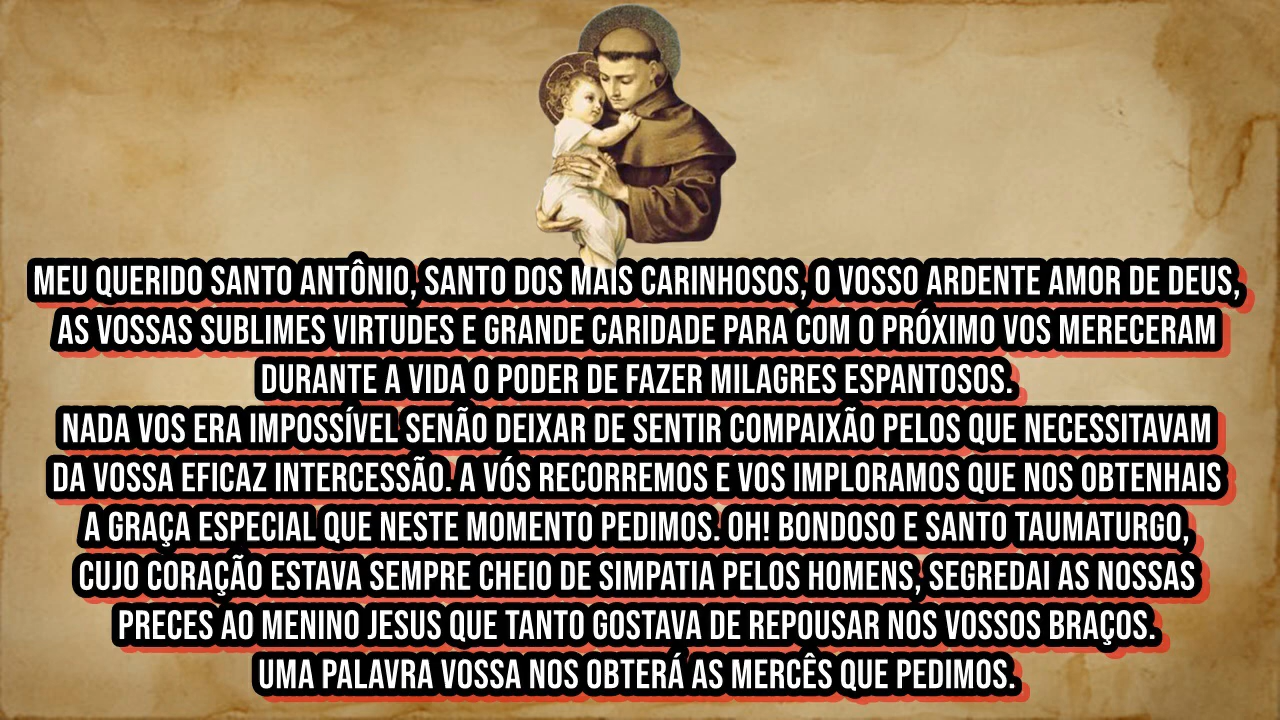 MEU QUERIDO SANTO ANTÔNIO, SANTO DOS MAIS CARINHOSOS, O VOSSO ARDENTE AMOR DE DEUS,
AS VOSSAS SUBLIMES VIRTUDES E GRANDE CARIDADE PARA COM O PRÓXIMO VOS MERECERAM
DURANTE A VIDA O PODER DE FAZER MILAGRES ESPANTOSOS.
NADA VOS ERA IMPOSSÍVEL SENÃO DEIXAR DE SENTIR COMPAIXÃO PELOS QUE NECESSITAVAM
DA VOSSA EFICAZ INTERCESSÃO. A VÓS RECORREMOS E VOS IMPLORAMOS QUE NOS OBTENHAIS
A GRAÇA ESPECIAL QUE NESTE MOMENTO PEDIMOS. OH! BONDOSO E SANTO TAUMATURGO,
CUJO CORAÇÃO ESTAVA SEMPRE CHEIO DE SIMPATIA PELOS HOMENS, SEGREDAI AS NOSSAS
PRECES AO MENINO JESUS QUE TANTO GOSTAVA DE REPOUSAR NOS VOSSOS BRAÇOS.
UMA PALAVRA VOSSA NOS OBTERÁ AS MERCÊS QUE PEDIMOS.